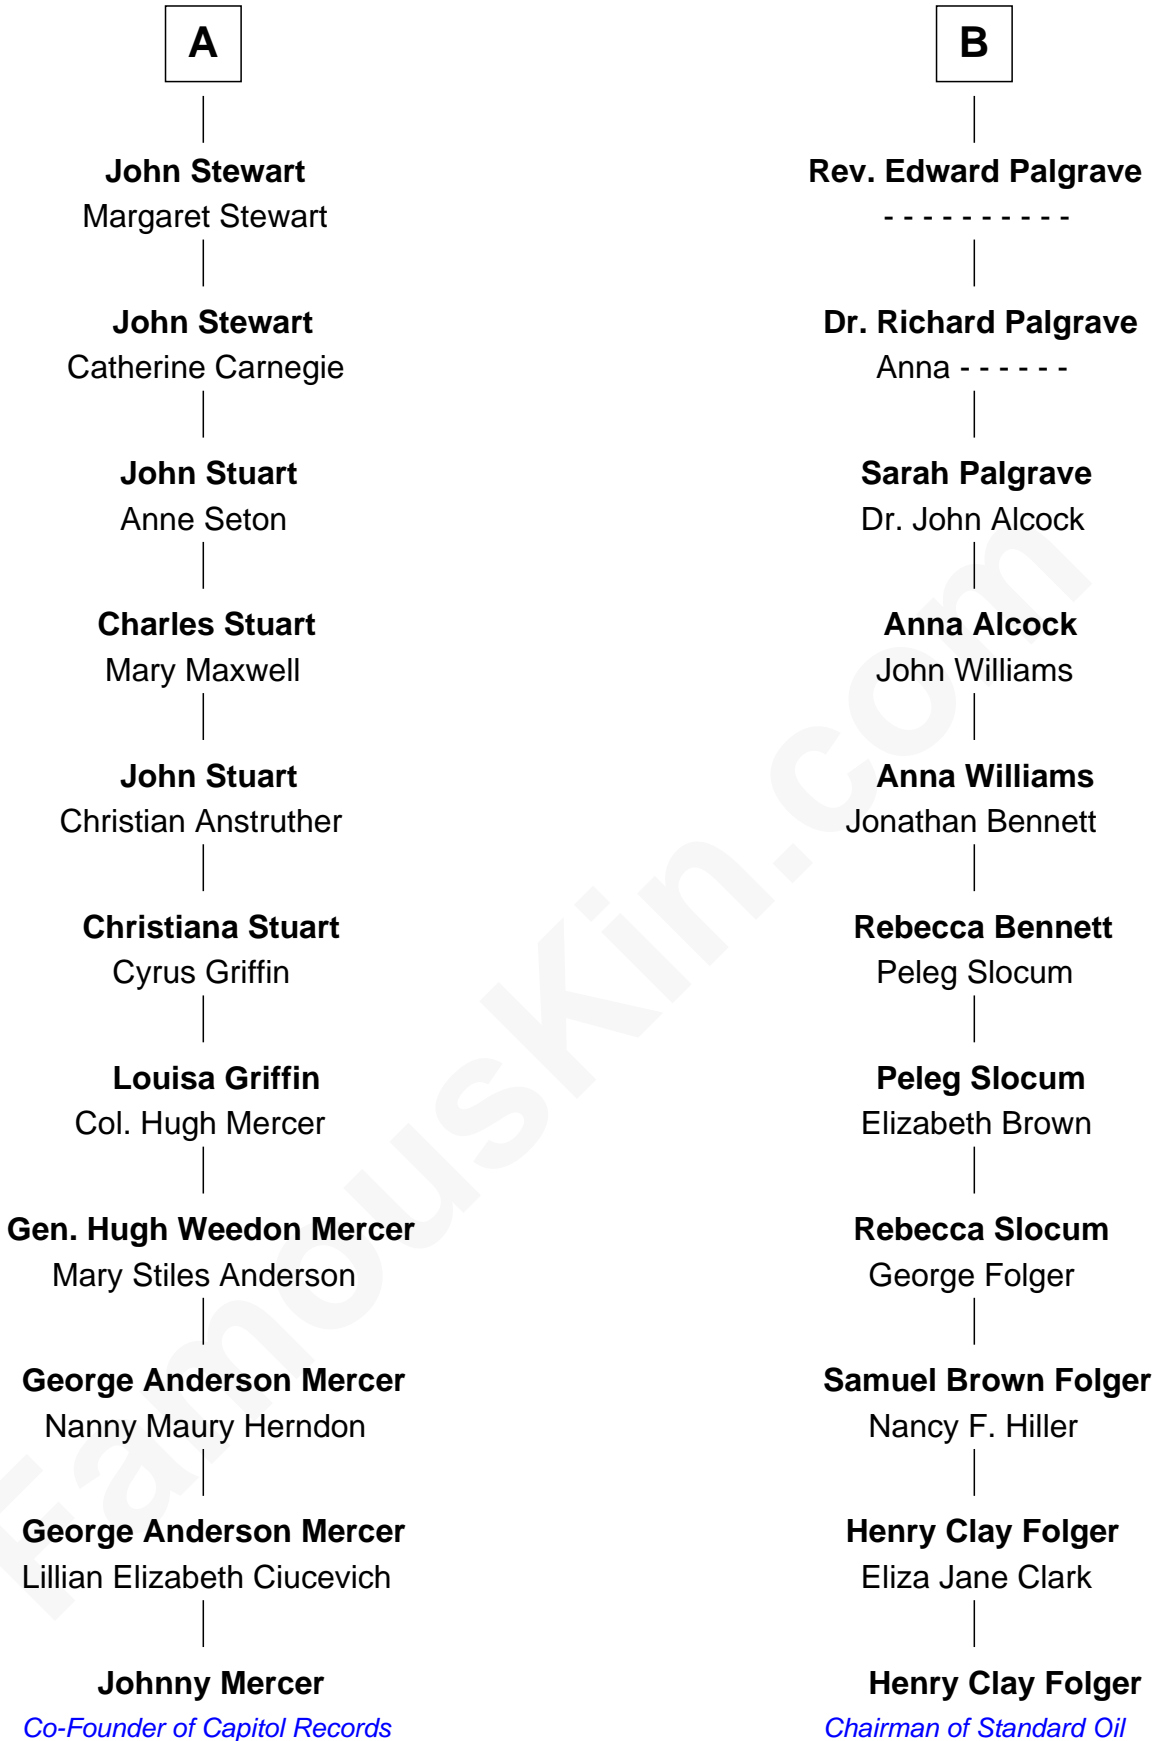 A
B
John Stewart
Margaret Stewart
Rev. Edward Palgrave
- - - - - - - - - -
John Stewart
Catherine Carnegie
Dr. Richard Palgrave
Anna - - - - - -
John Stuart
Anne Seton
Sarah Palgrave
Dr. John Alcock
Charles Stuart
Mary Maxwell
Anna Alcock
John Williams
John Stuart
Christian Anstruther
Anna Williams
Jonathan Bennett
Christiana Stuart
Cyrus Griffin
Rebecca Bennett
Peleg Slocum
Louisa Griffin
Col. Hugh Mercer
Peleg Slocum
Elizabeth Brown
Gen. Hugh Weedon Mercer
Mary Stiles Anderson
Rebecca Slocum
George Folger
George Anderson Mercer
Nanny Maury Herndon
Samuel Brown Folger
Nancy F. Hiller
George Anderson Mercer
Lillian Elizabeth Ciucevich
Henry Clay Folger
Eliza Jane Clark
Johnny Mercer
Co-Founder of Capitol Records
Henry Clay Folger
Chairman of Standard Oil
FamousKin.com